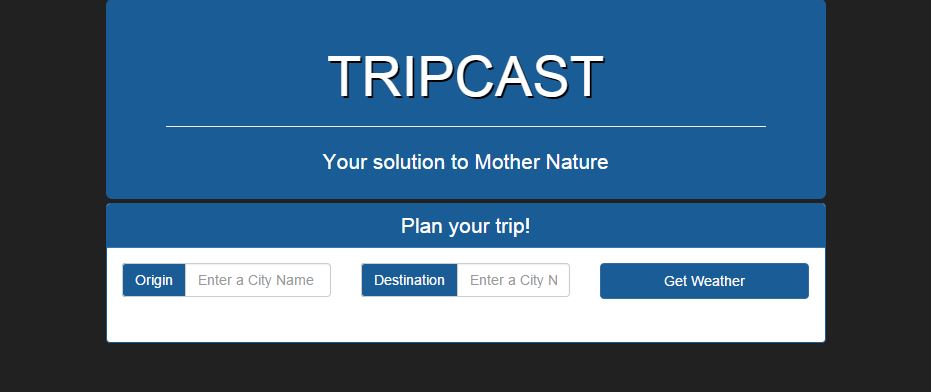 TRIPCAST
Your solution to Mother Nature
Plan your trip!
Origin Enter a City Name Destination Enter a City N Get Weather